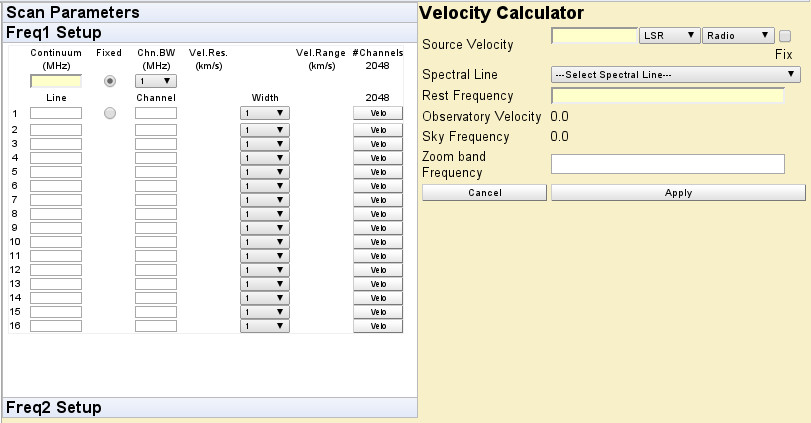 Scan Parameters
Freq1 Setup
Continuum Fixed Chn.BW Vel.Res. Vel.Range #Channels
(MHz) (MHz) (km/s) (km/s) 2048
1
Line Channel Width 2048
1 1 Velo
2 1 Velo
3 1 Velo
4 1 Velo
5 1 Velo
6 1 Velo
7 1 Velo
8 1 Velo
9 1 Velo
10 1 Velo
11 1 Velo
12 1 Velo
13 1 Velo
14 1 Velo
15 1 Velo
16 1 Velo
Freq2 Setup
Velocity Calculator
Source Velocity LSR Radio
Fix
Spectral Line ---Select Spectral Line---
Rest Frequency
Observatory Velocity 0.0
Sky Frequency 0.0
Zoom band
Frequency
Cancel Apply